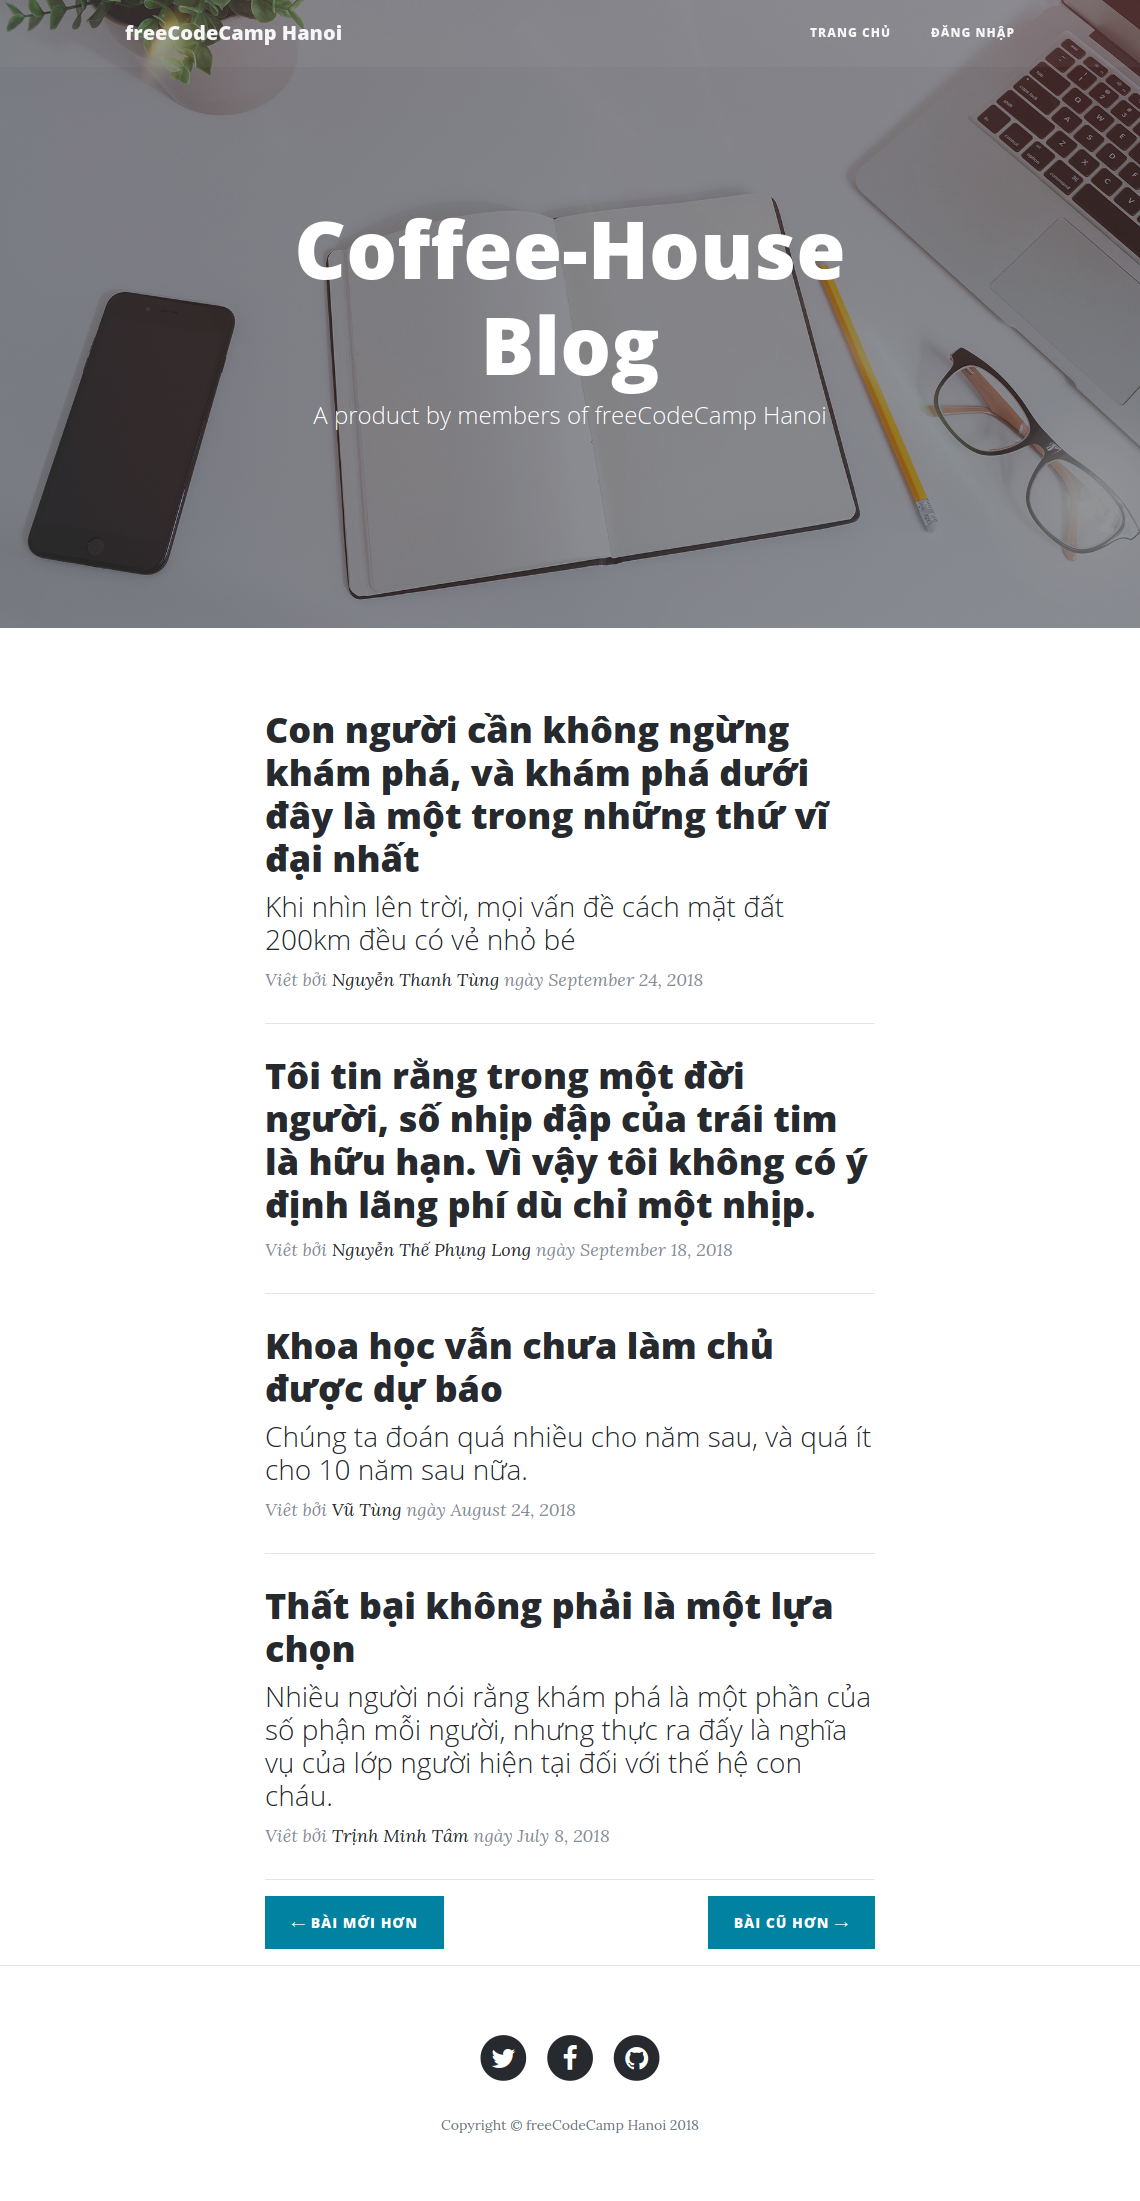 freeCodeCamp Hanoi
TRANG CHỦ
ĐĂNG NHẬP
Coffee-House
Blog
A product by members of freeCodeCamp Hanoi
Con người cần không ngừng
khám phá, và khám phá dưới
đây là một trong những thứ vĩ
đại nhất
Khi nhìn lên trời, mọi vấn đề cách mặt đất
200km đều có vẻ nhỏ bé
Viêt bởi Nguyễn Thanh Tùng ngày September 24, 2018
Tôi tin rằng trong một đời
người, số nhịp đập của trái tim
là hữu hạn. Vì vậy tôi không có ý
định lãng phí dù chỉ một nhịp.
Viêt bởi Nguyễn Thế Phụng Long ngày September 18, 2018
Khoa học vẫn chưa làm chủ
được dự báo
Chúng ta đoán quá nhiều cho năm sau, và quá ít
cho 10 năm sau nữa.
Viêt bởi Vũ Tùng ngày August 24, 2018
Thất bại không phải là một lựa
chọn
Nhiều người nói rằng khám phá là một phần của
số phận mỗi người, nhưng thực ra đấy là nghĩa
vụ của lớp người hiện tại đối với thế hệ con
cháu.
Viêt bởi Trịnh Minh Tâm ngày July 8, 2018
← BÀI MỚI HƠN
BÀI CŨ HƠN →
Copyright © freeCodeCamp Hanoi 2018